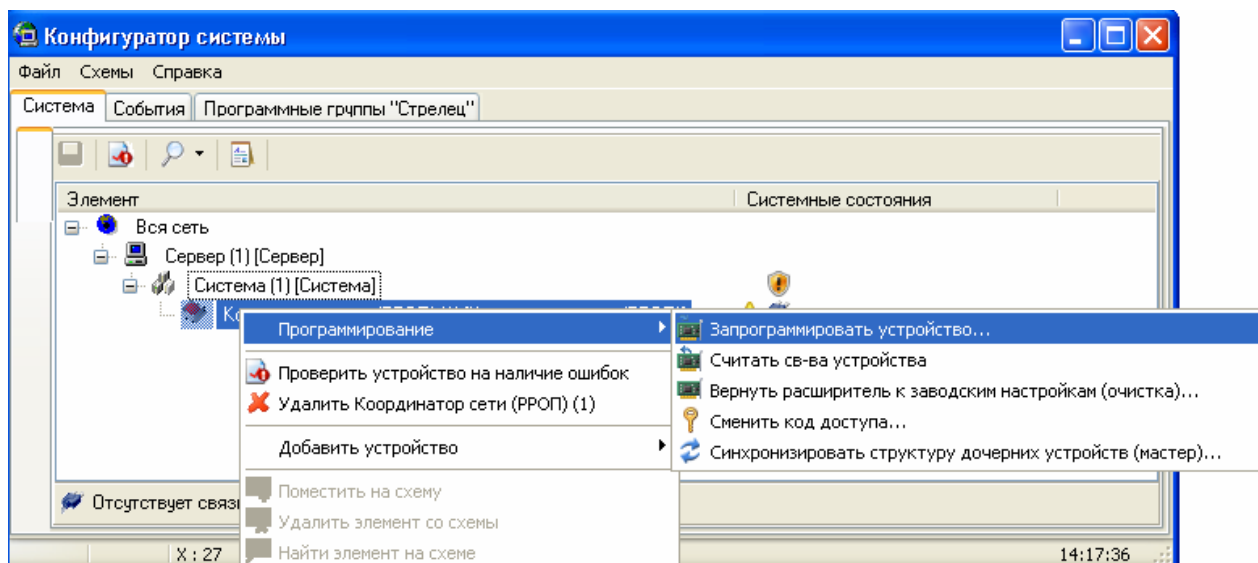 Конфигуратор системы
Файл Схемы Справка
Система События Программные группы "Стрелец"
Элемент Системные состояния
Вся сеть
Сервер (1) [Сервер]
Система (1) [Система]
Программирование
Запрограммировать устройство...
Считать св-ва устройства
Вернуть расширитель к заводским настройкам (очистка)...
Сменить код доступа...
Синхронизировать структуру дочерних устройств (мастер)...
Проверить устройство на наличие ошибок
Удалить Координатор сети (РРОП) (1)
Добавить устройство
Поместить на схему
Удалить элемент со схемы
Найти элемент на схеме
Отсутствует
X : 27 14:17:36